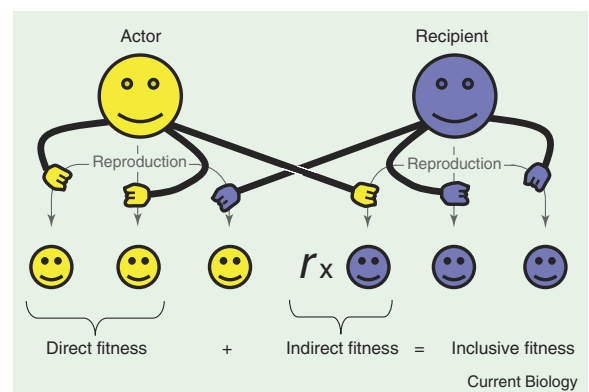 Actor Recipient
Reproduction Reproduction
r x
Direct fitness + Indirect fitness = Inclusive fitness
Current Biology